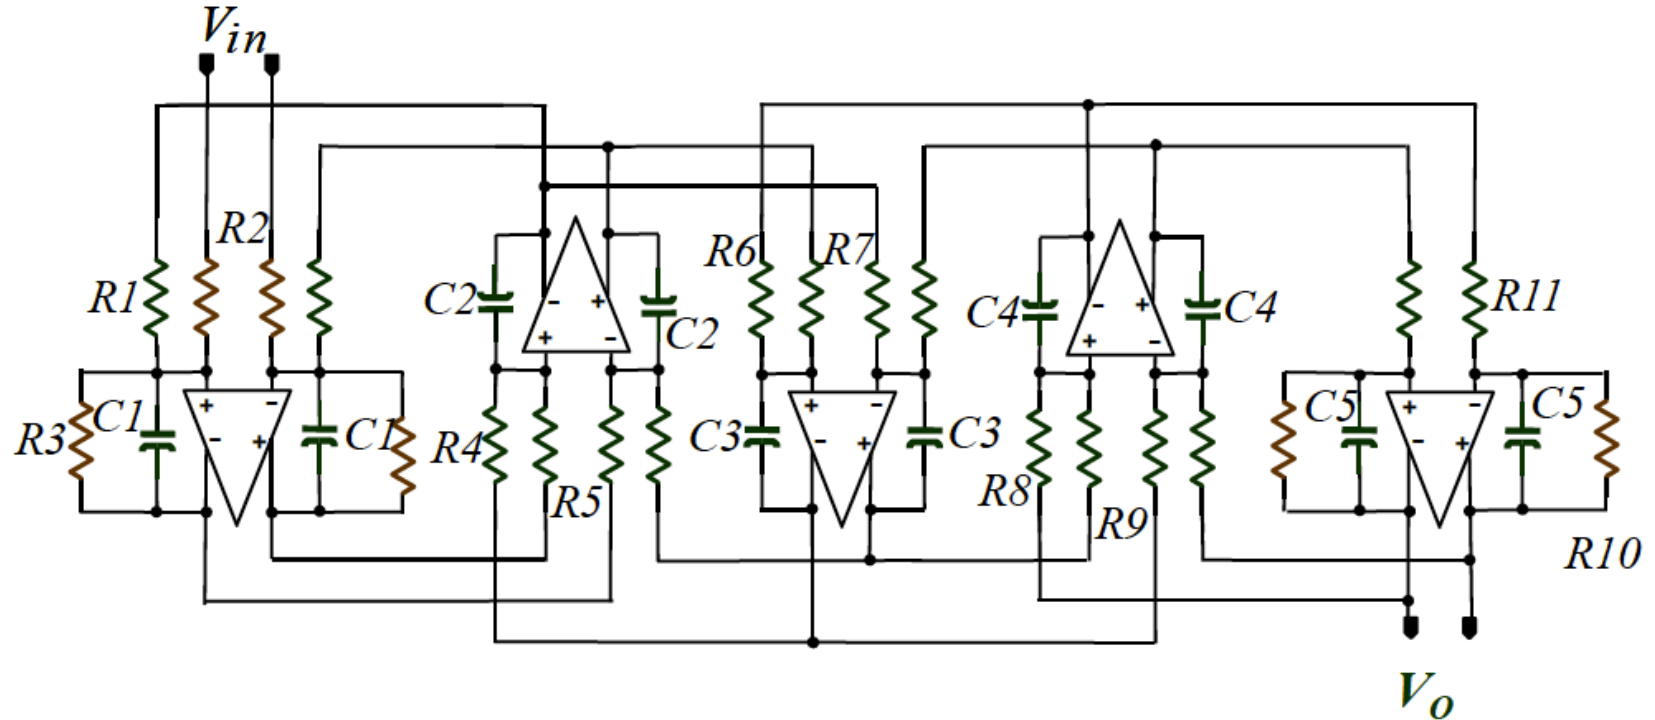 Vin
R2
R1
R3
C1
C1
R4
C2
C2
R5
R6
R7
C3
C3
C4
C4
R8
R9
R11
C5
C5
R10
Vo
+ -
- +
- +
+ -
+ -
- +
- +
+ -
+ -
- +